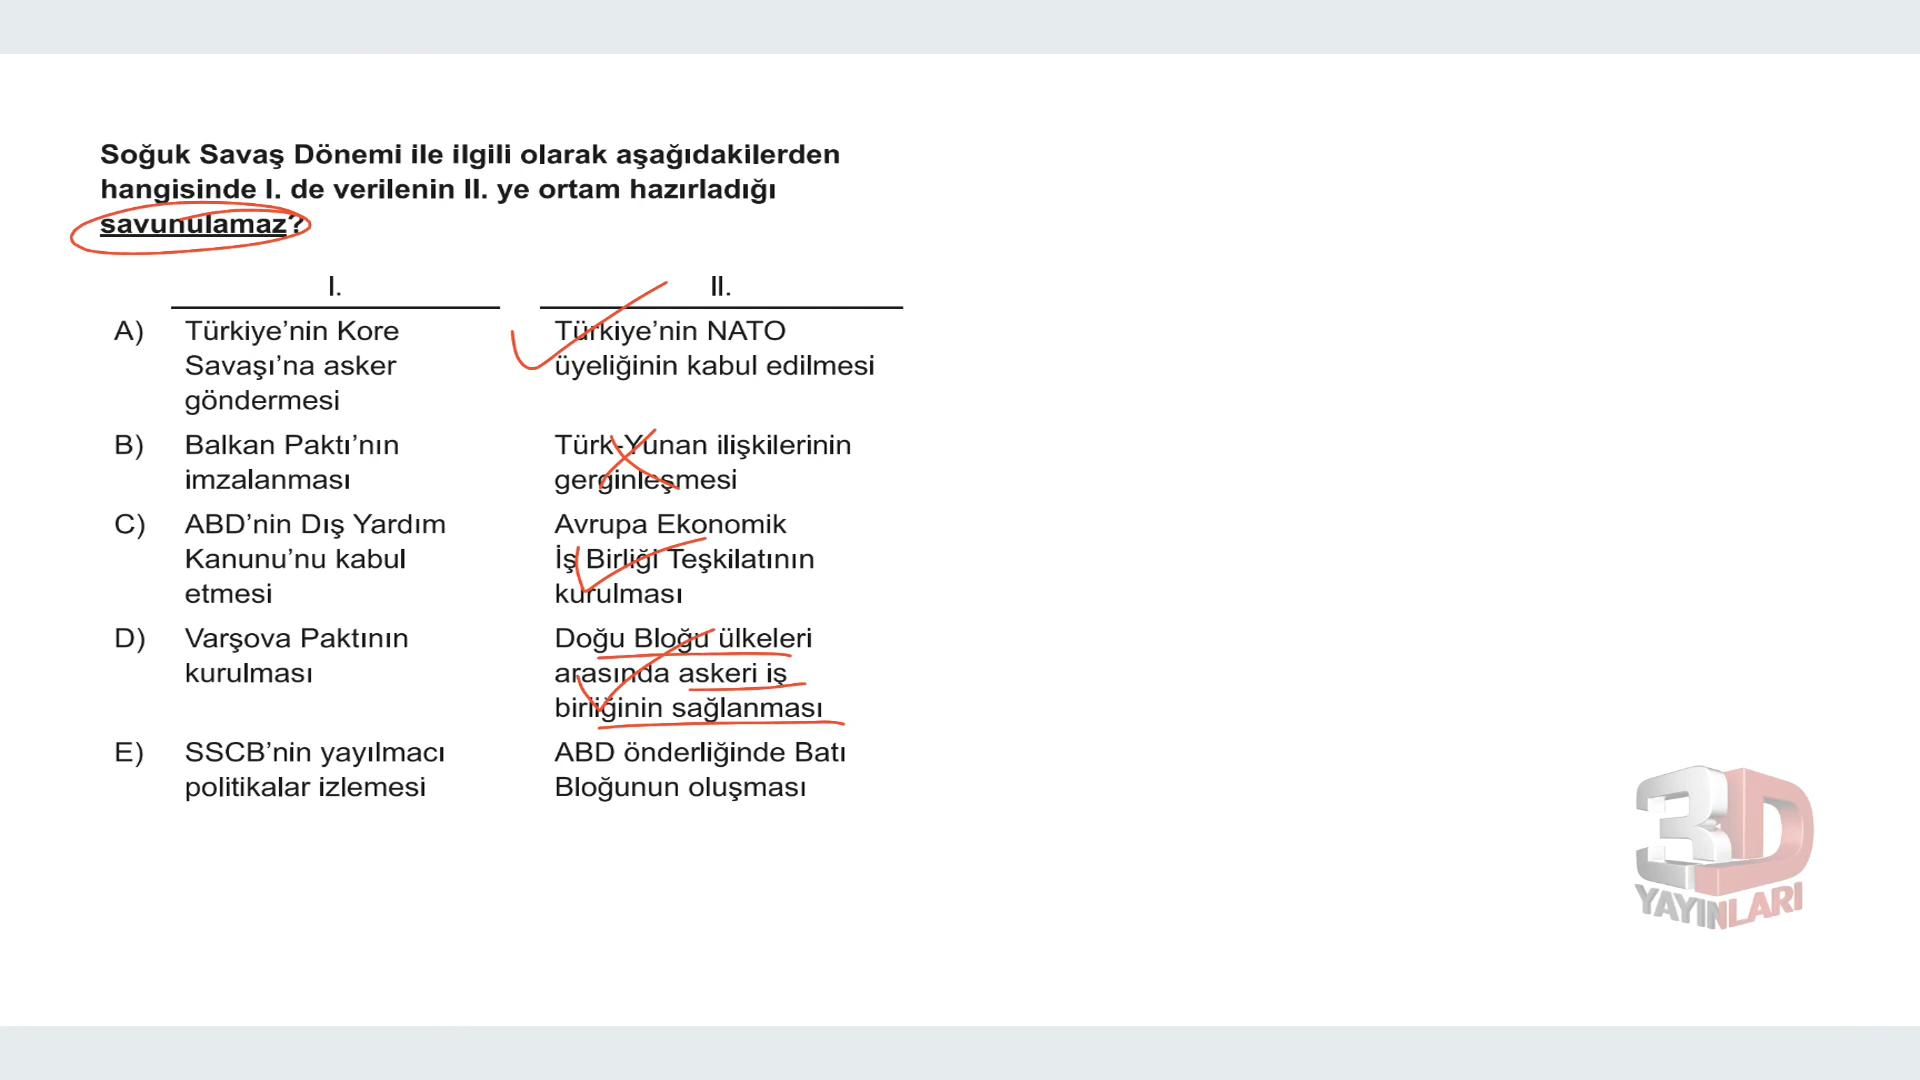 Soğuk Savaş Dönemi ile ilgili olarak aşağıdakilerden
hangisinde I. de verilenin II. ye ortam hazırladığı
savunulamaz?
I. II.
A) Türkiye’nin Kore Türkiye’nin NATO
Savaşı’na asker üyeliğinin kabul edilmesi
göndermesi
B) Balkan Paktı’nın Türk-Yunan ilişkilerinin
imzalanması gerginleşmesi
C) ABD’nin Dış Yardım Avrupa Ekonomik
Kanunu’nu kabul İş Birliği Teşkilatının
etmesi kurulması
D) Varşova Paktının Doğu Bloğu ülkeleri
kurulması arasında askeri iş
birliğinin sağlanması
E) SSCB’nin yayılmacı ABD önderliğinde Batı
politikalar izlemesi Bloğunun oluşması
3D
YAYINLARI